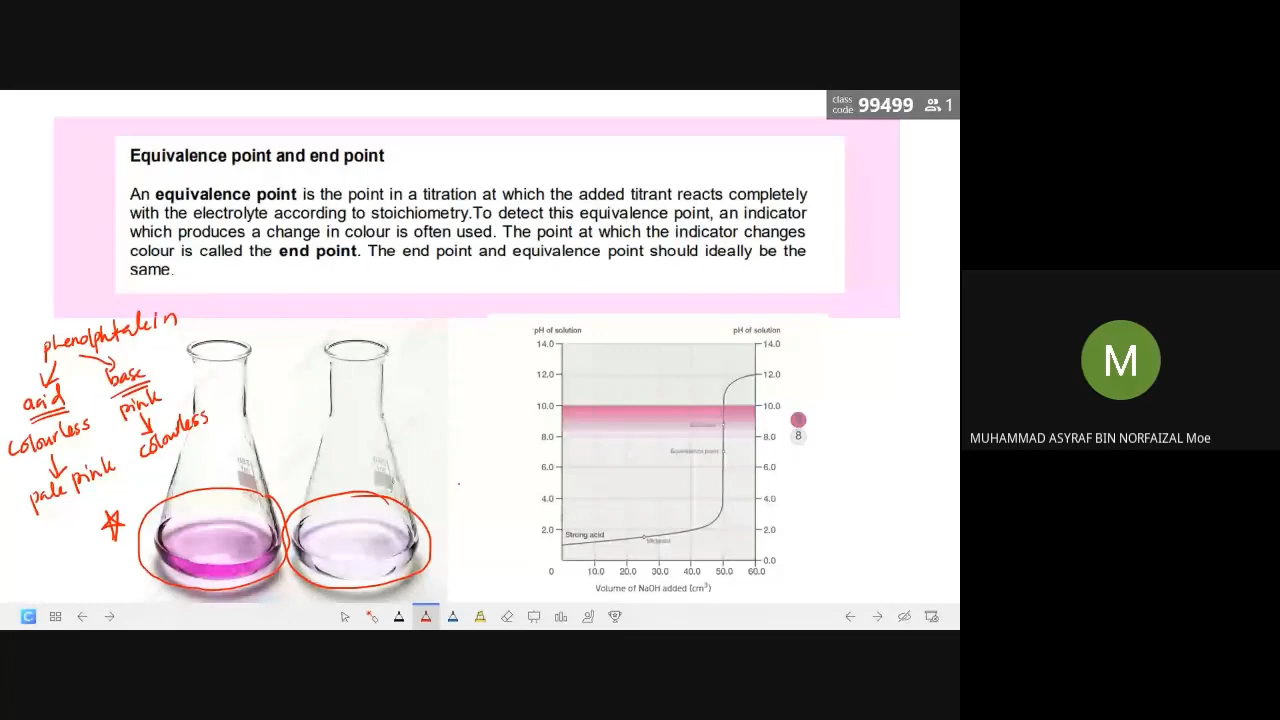 class
code 99499 1
Equivalence point and end point
An equivalence point is the point in a titration at which the added titrant reacts completely
with the electrolyte according to stoichiometry.To detect this equivalence point, an indicator
which produces a change in colour is often used. The point at which the indicator changes
colour is called the end point. The end point and equivalence point should ideally be the
same.
phenolphtalein
acid
colourless
pale pink
base
pink
colourless
pH of solution
pH of solution
14.0
14.0
12.0
12.0
10.0
10.0
8.0
8.0
6.0
6.0
4.0
4.0
2.0
2.0
0.0
Equivalence point
Strong acid
Midpoint
8
0 10.0 20.0 30.0 40.0 50.0 60.0
Volume of NaOH added (cm³)
C
M
MUHAMMAD ASYRAF BIN NORFAIZAL Moe